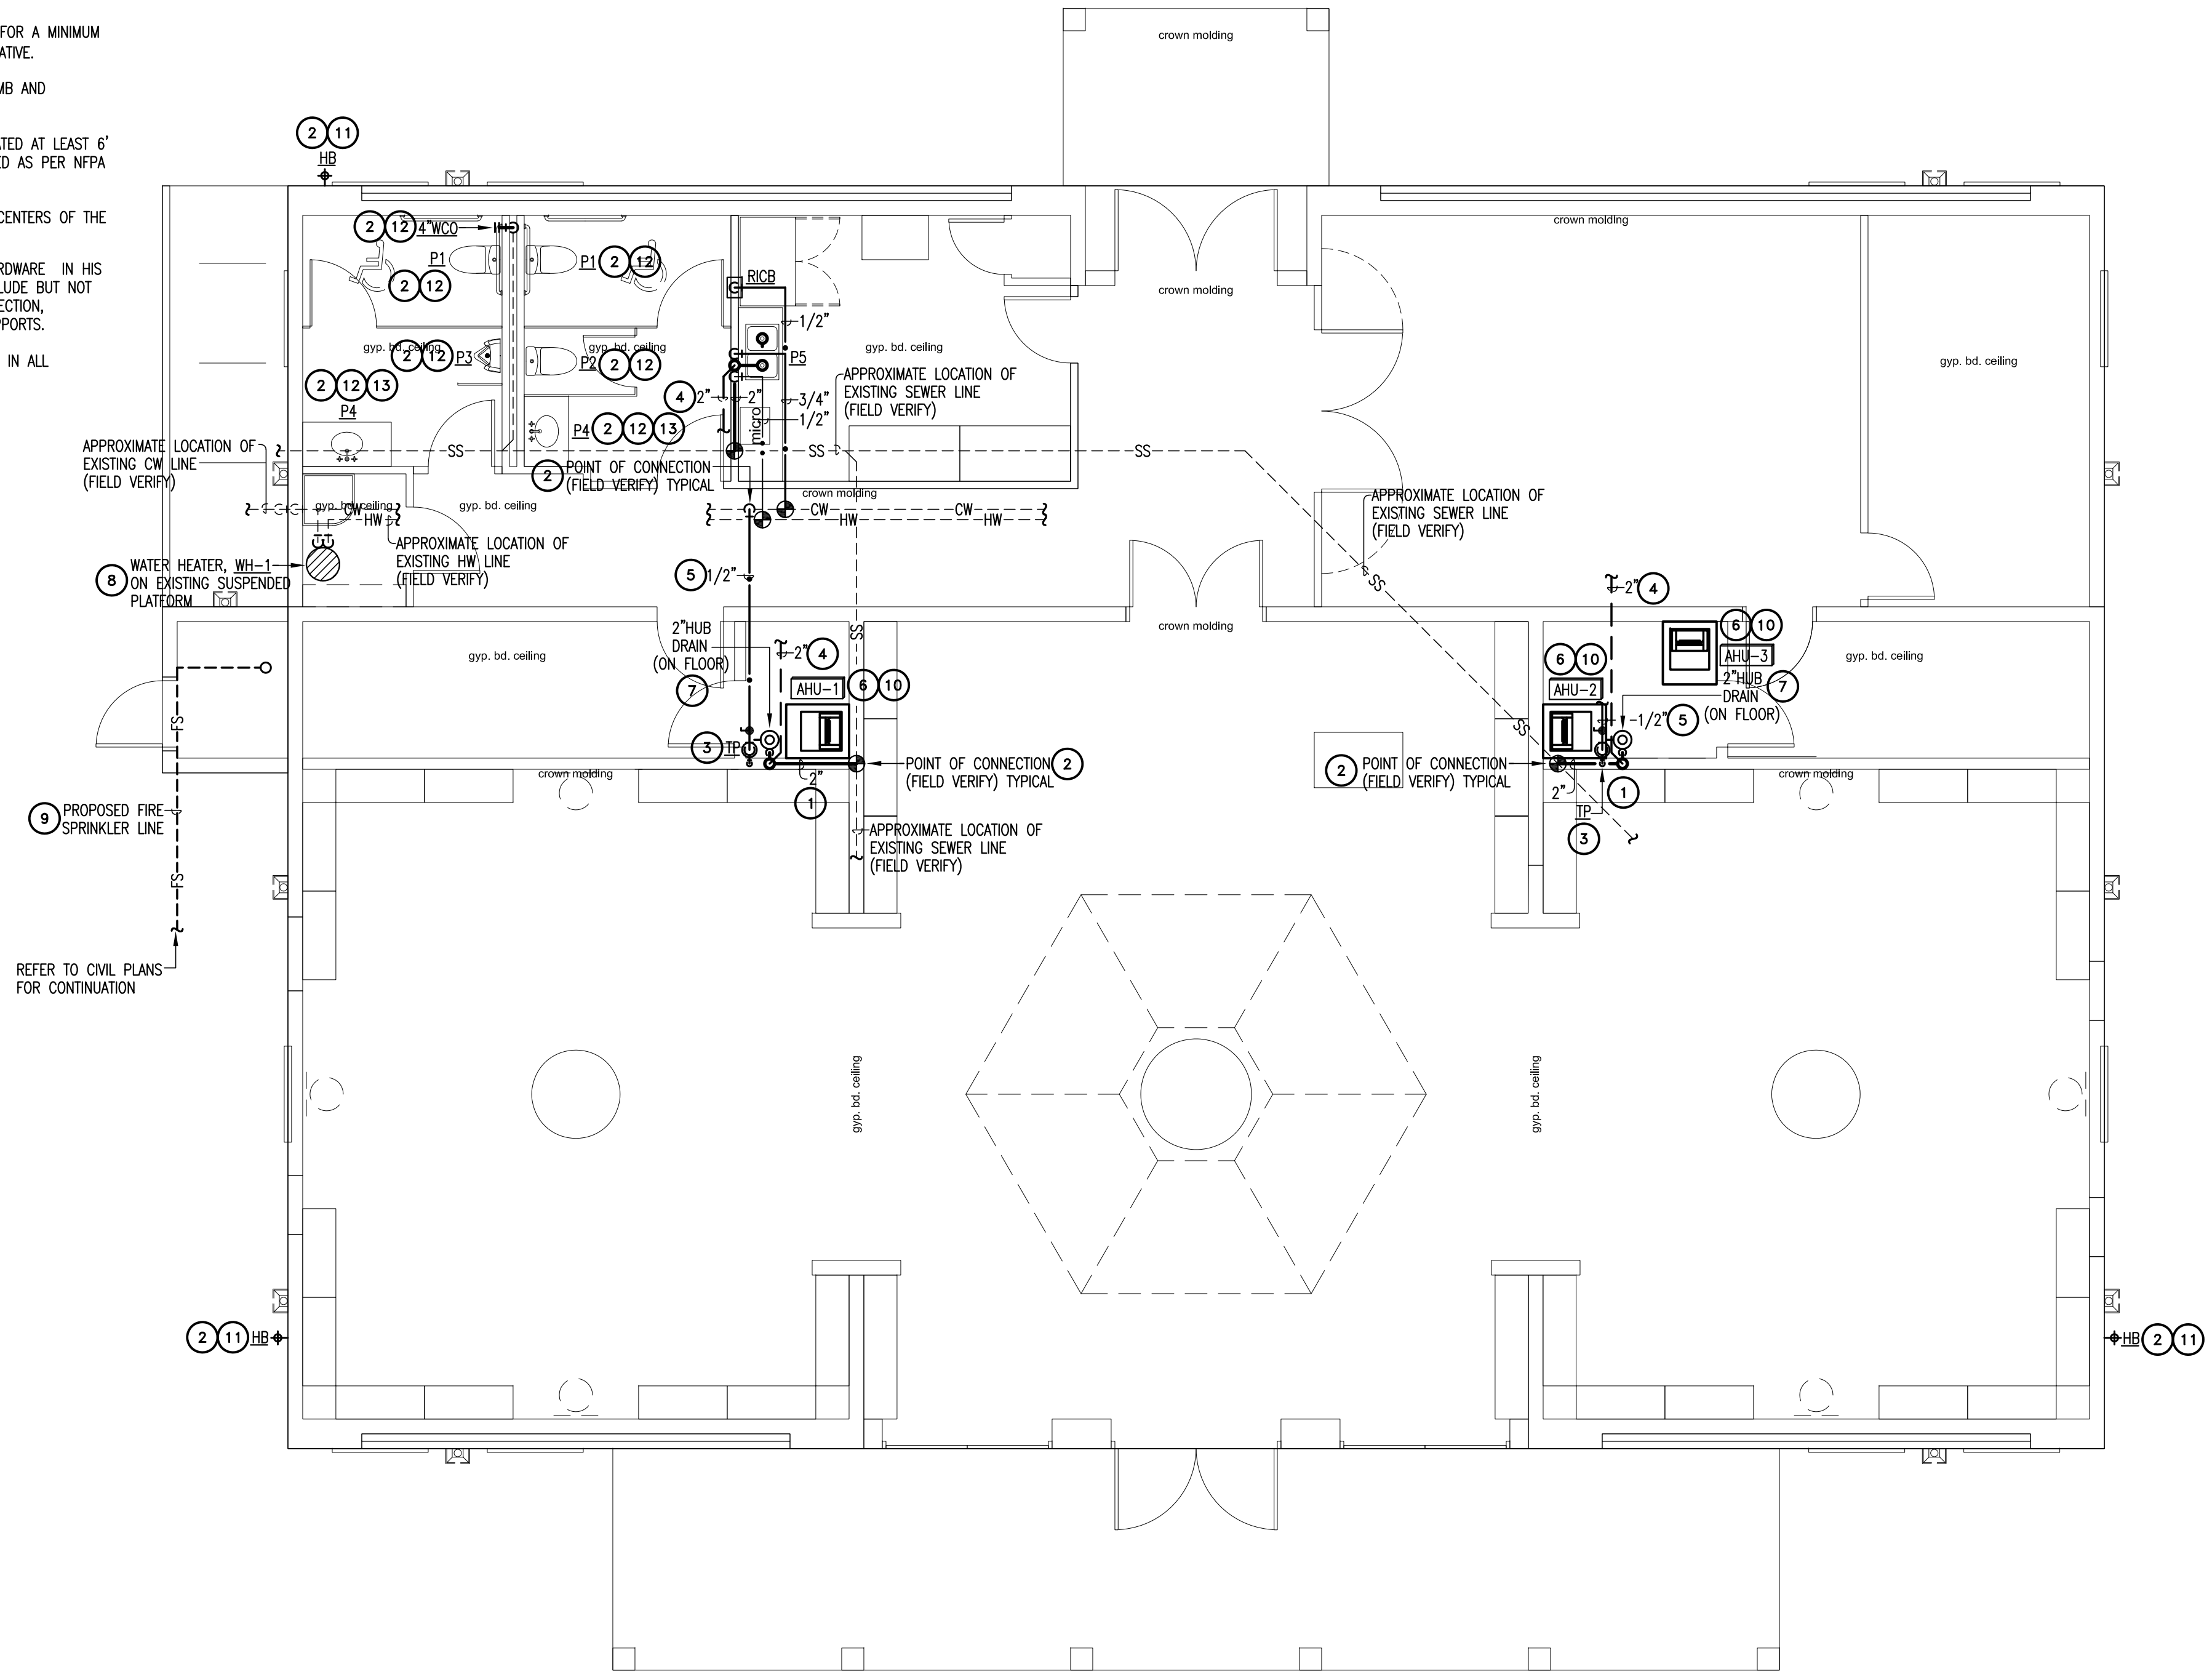 FOR A MINIMUM
ATIVE.
MB AND
ATED AT LEAST 6'
ED AS PER NFPA
CENTERS OF THE
RDWARE IN HIS
LUDE BUT NOT
ECTION,
PPORTS.
IN ALL
crown molding
2 11
HB
2 12 4"WCO
P1
2 12
P1 2 12
RICB
1/2"
gyp. bd. ceiling
2 12 P3
gyp. bd. ceiling
P2 2 12
P5
gyp. bd. ceiling
2 12 13
P4
4 2"
2"
3/4"
1/2"
micro
P4 2 12 13
APPROXIMATE LOCATION OF
EXISTING SEWER LINE
(FIELD VERIFY)
crown molding
crown molding
gyp. bd. ceiling
APPROXIMATE LOCATION OF
EXISTING CW LINE
(FIELD VERIFY)
SS
SS
SS
2 POINT OF CONNECTION
(FIELD VERIFY) TYPICAL
crown molding
gyp. bd. ceiling
gyp. bd. ceiling
CW
HW
CW
CW
HW
HW
APPROXIMATE LOCATION OF
EXISTING HW LINE
(FIELD VERIFY)
APPROXIMATE LOCATION OF
EXISTING SEWER LINE
(FIELD VERIFY)
8 WATER HEATER, WH-1
ON EXISTING SUSPENDED
PLATFORM
5 1/2"
SS
2" 4
gyp. bd. ceiling
2"HUB
DRAIN
(ON FLOOR)
7
2" 4
SS
AHU-1 6 10
crown molding
6 10
AHU-2
6 10
AHU-3
gyp. bd. ceiling
2"HUB
DRAIN
(ON FLOOR)
7
1/2" 5
SS
FS
3 TP
2"
1
POINT OF CONNECTION
(FIELD VERIFY) TYPICAL
2
2 POINT OF CONNECTION
(FIELD VERIFY) TYPICAL
2"
1
TP
3
crown molding
crown molding
9 PROPOSED FIRE
SPRINKLER LINE
APPROXIMATE LOCATION OF
EXISTING SEWER LINE
(FIELD VERIFY)
FS
REFER TO CIVIL PLANS
FOR CONTINUATION
gyp. bd. ceiling
gyp. bd. ceiling
2 11 HB
HB 2 11